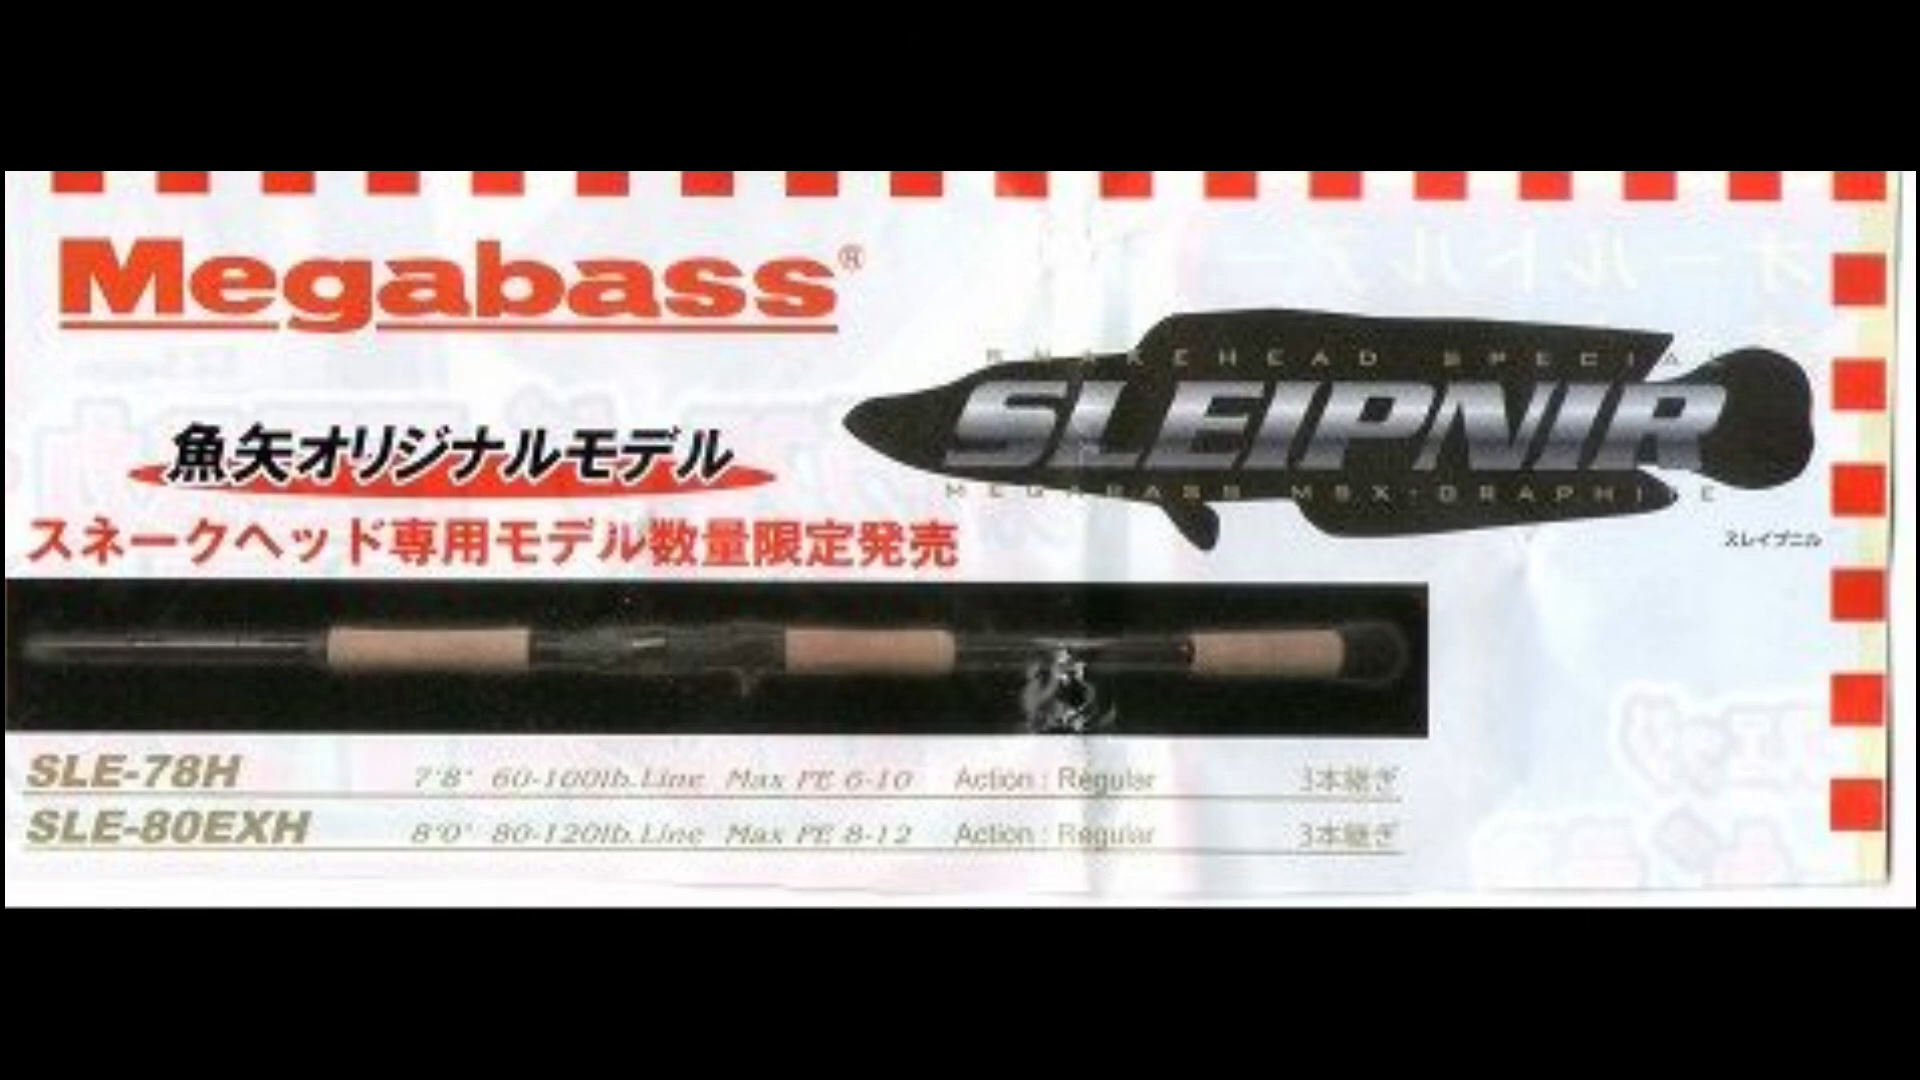 Megabass®
SNAKEHEAD SPECIAL
SLEIPNIR
MEGABASS MSX-GRAPHITE
スレイプニル
魚矢オリジナルモデル
スネークヘッド専用モデル数量限定発売
SLE-78H 7'8" 60-100lb.Line Max PE 6-10 Action : Regular 3本継ぎ
SLE-80EXH 8'0" 80-120lb.Line Max PE 8-12 Action : Regular 3本継ぎ